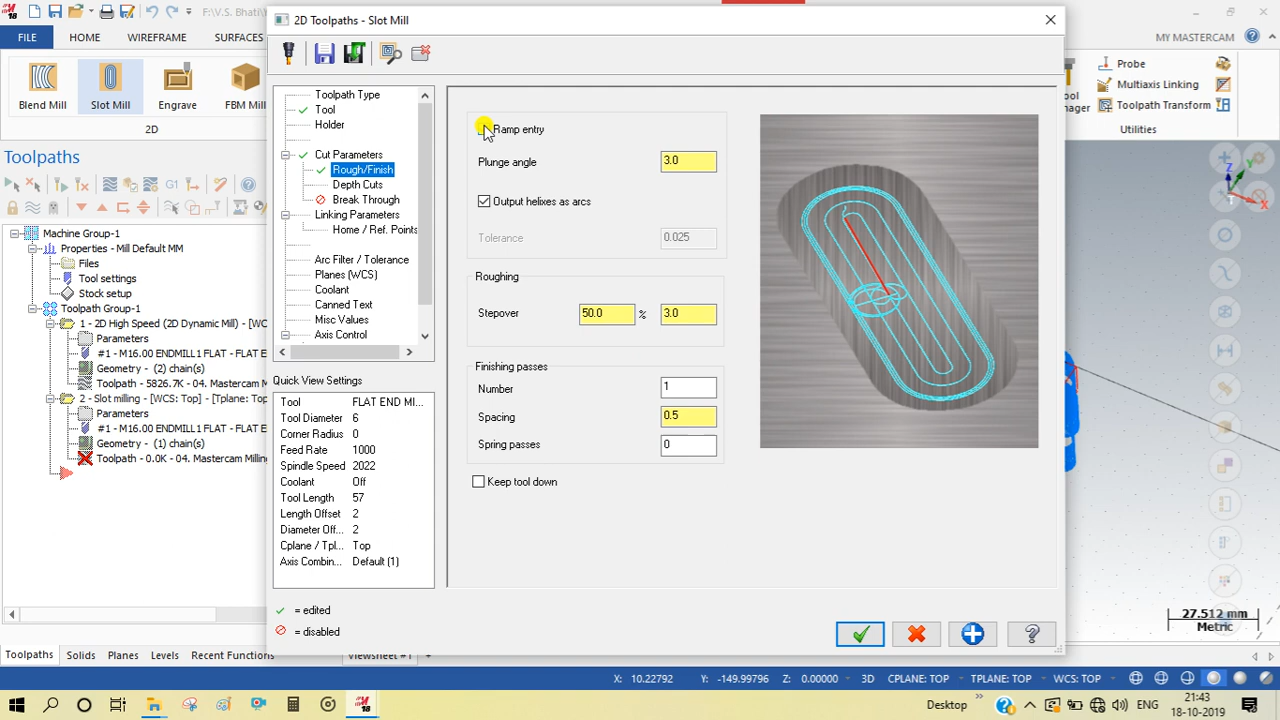 18
F:\V.S. Bhati\
2D Toolpaths - Slot Mill
FILE
HOME
WIREFRAME
SURFACES
MY MASTERCAM
Blend Mill
Slot Mill
Engrave
FBM Mill
2D
Probe
Multiaxis Linking
Toolpath Transform
Utilities
Toolpaths
G1
Machine Group-1
Properties - Mill Default MM
Files
Tool settings
Stock setup
Toolpath Group-1
1 - 2D High Speed (2D Dynamic Mill) - [WC
Parameters
#1 - M16.00 ENDMILL1 FLAT - FLAT E
Geometry - (2) chain(s)
Toolpath - 5826.7K - 04. Mastercam M
2 - Slot milling - [WCS: Top] - [Tplane: Top
Parameters
#1 - M16.00 ENDMILL1 FLAT - FLAT E
Geometry - (1) chain(s)
Toolpath - 0.0K - 04. Mastercam Milling
Toolpath Type
Tool
Holder
Cut Parameters
Rough/Finish
Depth Cuts
Break Through
Linking Parameters
Home / Ref. Points
Arc Filter / Tolerance
Planes (WCS)
Coolant
Canned Text
Misc Values
Axis Control
Quick View Settings
Tool FLAT END MI...
Tool Diameter 6
Corner Radius 0
Feed Rate 1000
Spindle Speed 2022
Coolant Off
Tool Length 57
Length Offset 2
Diameter Off... 2
Cplane / Tpl... Top
Axis Combin... Default (1)
= edited
= disabled
Ramp entry
Plunge angle 3.0
Output helixes as arcs
Tolerance 0.025
Roughing
Stepover 50.0 % 3.0
Finishing passes
Number 1
Spacing 0.5
Spring passes 0
Keep tool down
Z
Y
X
27.512 mm
Metric
Toolpaths
Solids
Planes
Levels
Recent Functions
Viewsheet #1
X: 10.22792 Y: -149.99796 Z: 0.00000 3D CPLANE: TOP TPLANE: TOP WCS: TOP
Desktop
ENG
21:43
18-10-2019